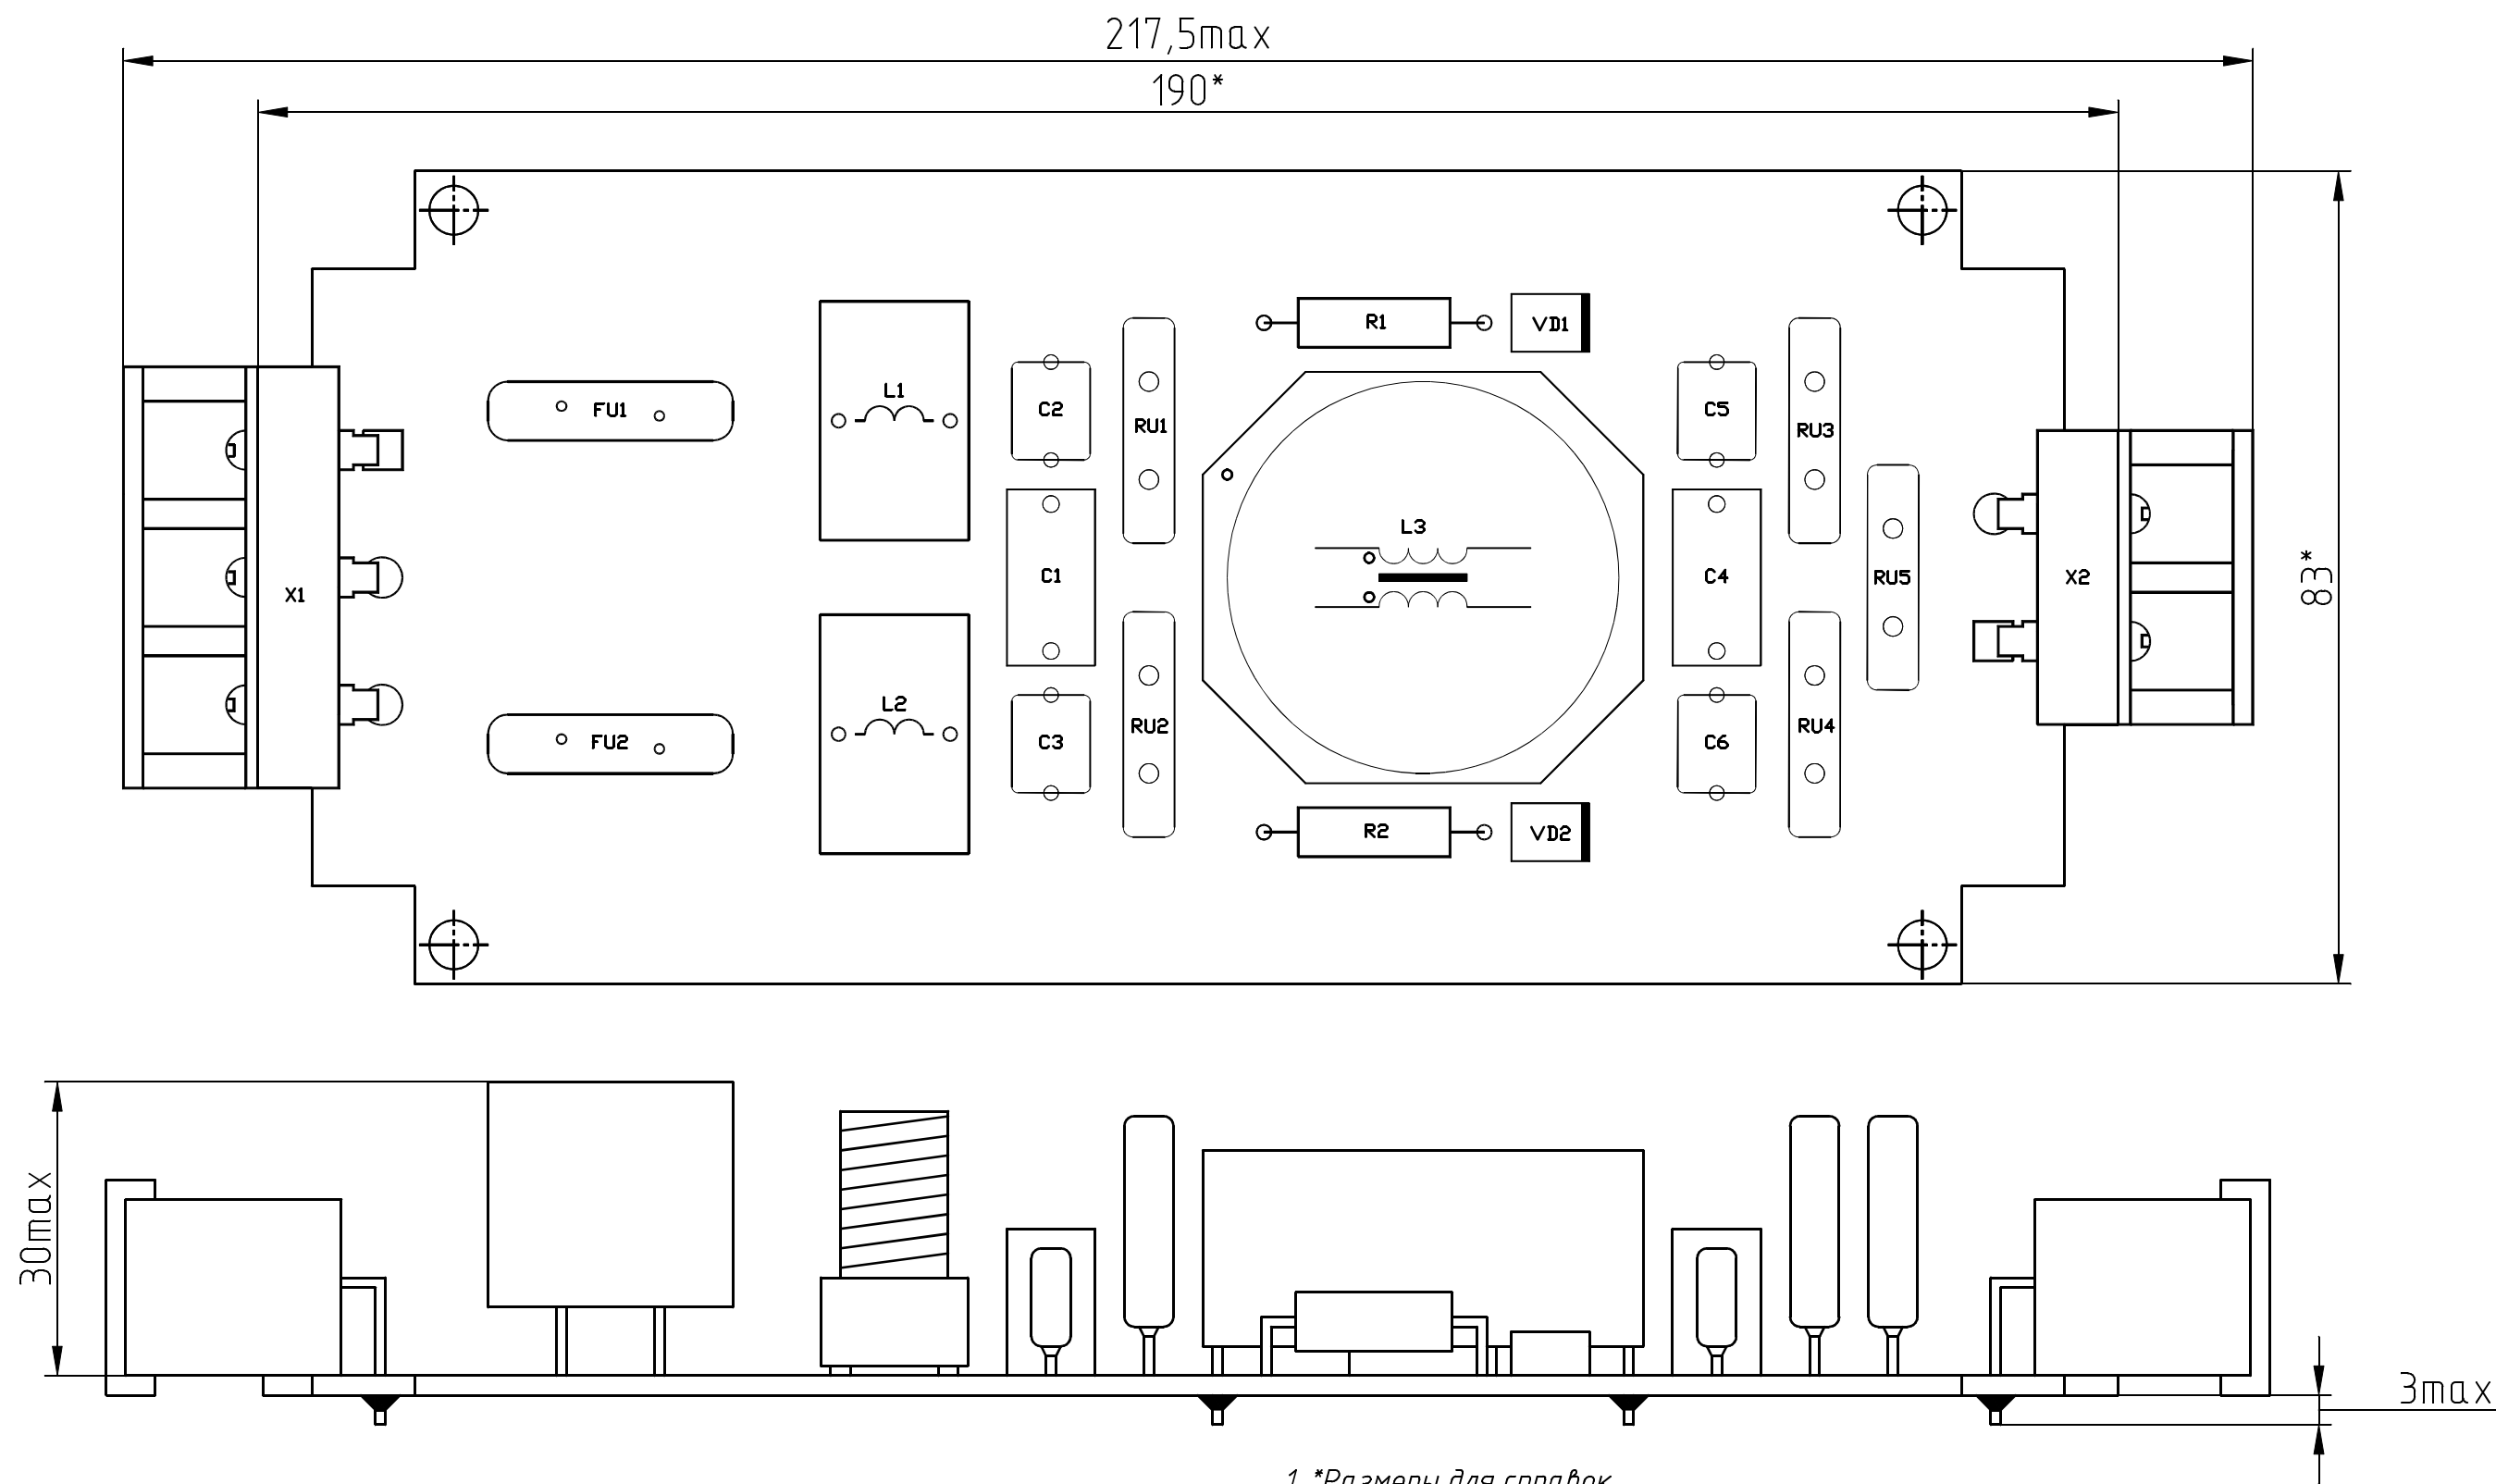 217,5max
190*
R1
VD1
L1
FU1
C2
C5
RU1
RU3
L3
C1
C4
RU5
X2
83*
X1
L2
FU2
C3
RU2
C6
RU4
R2
VD2
30max
3max
1 *Размеры для справок